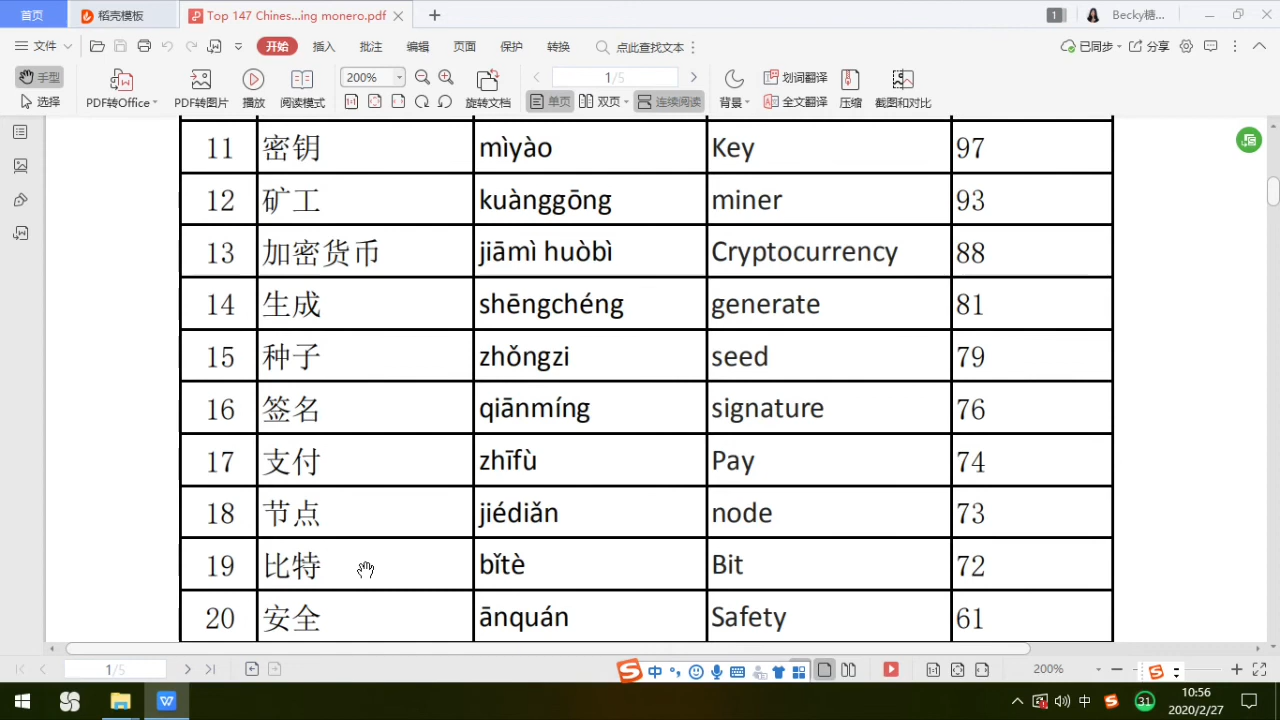 首页 稻壳模板 Top 147 Chines...ing monero.pdf 1 Becky糖...
文件 开始 插入 批注 编辑 页面 保护 转换 点此查找文本 已同步 分享
手型 200% 1/5 划词翻译
选择 PDF转Office PDF转图片 播放 阅读模式 旋转文档 单页 双页 连续阅读 背景 全文翻译 压缩 截图和对比
11 密钥 mìyào Key 97
12 矿工 kuànggōng miner 93
13 加密货币 jiāmì huòbì Cryptocurrency 88
14 生成 shēngchéng generate 81
15 种子 zhǒngzi seed 79
16 签名 qiānmíng signature 76
17 支付 zhīfù Pay 74
18 节点 jiédiǎn node 73
19 比特 bǐtè Bit 72
20 安全 ānquán Safety 61
1/5 中 200%
中 31 10:56
2020/2/27